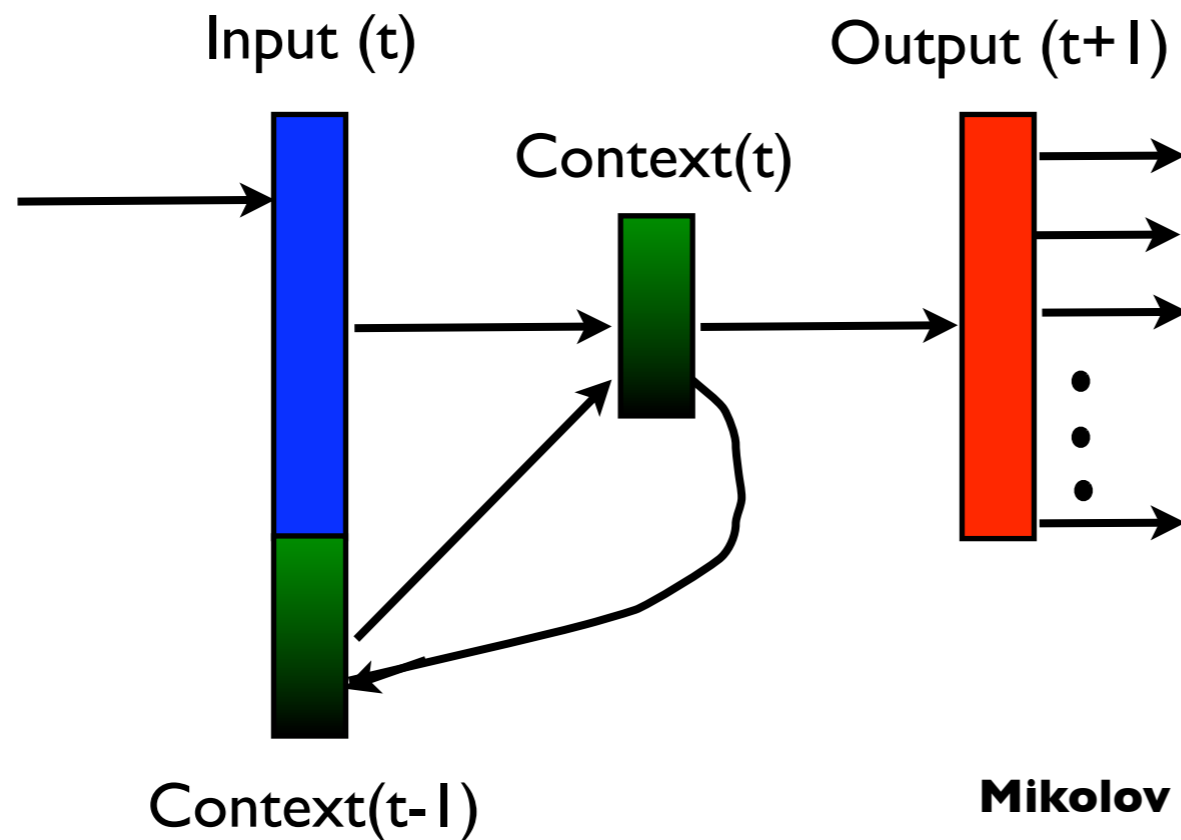 Input (t)
Output (t+1)
Context(t)
Context(t-1)
Mikolov